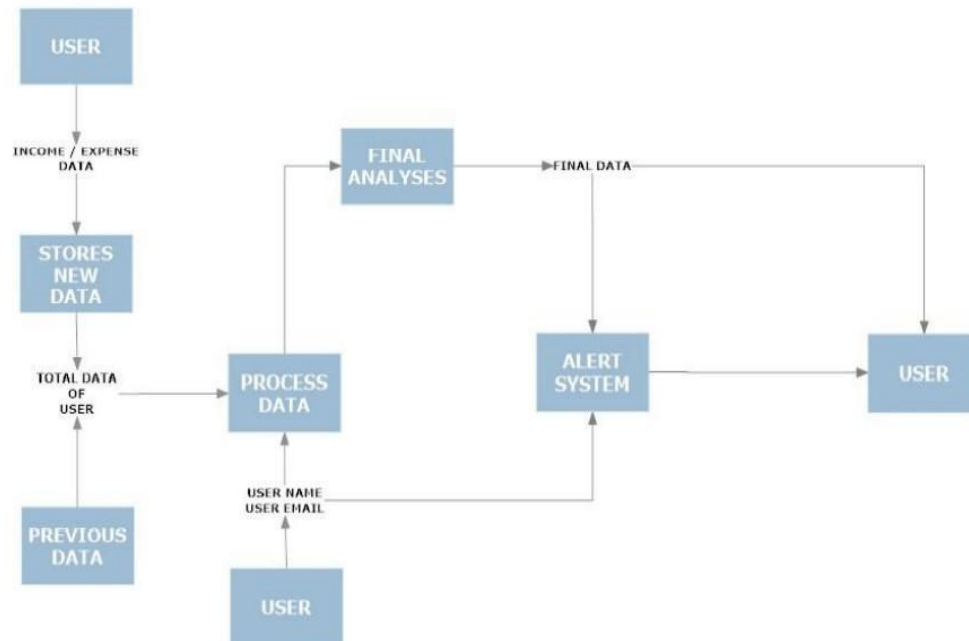 USER
INCOME / EXPENSE
DATA
STORES
NEW
DATA
TOTAL DATA
OF
USER
PREVIOUS
DATA
PROCESS
DATA
USER NAME
USER EMAIL
USER
FINAL
ANALYSES
FINAL DATA
ALERT
SYSTEM
USER